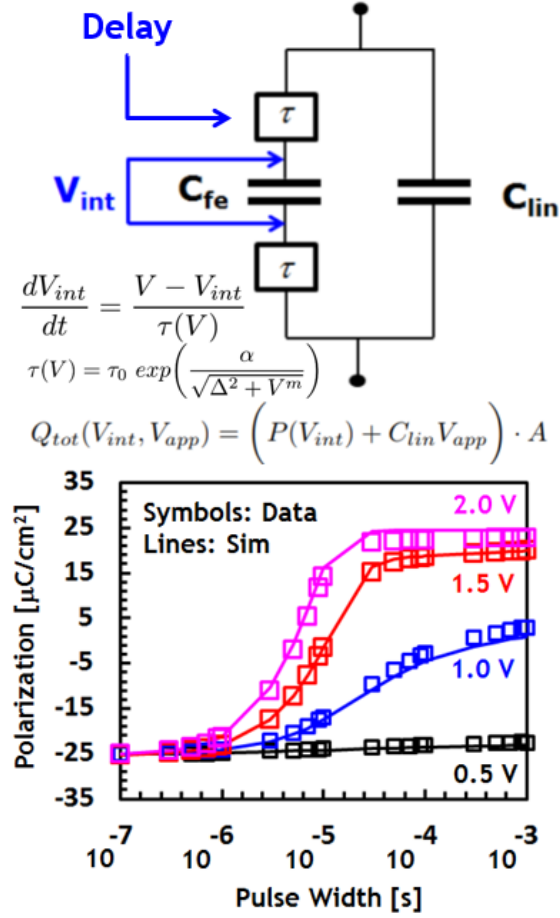 Delay
τ
V_int
C_fe
C_lin
τ
dV_int/dt = (V − V_int)/τ(V)
τ(V) = τ_0 exp(α/√(Δ^2 + V^m))
Q_tot(V_int, V_app) = (P(V_int) + C_lin V_app) · A
35
25
15
5
-5
-15
-25
-35
Polarization [μC/cm^2]
Symbols: Data
Lines: Sim
2.0 V
1.5 V
1.0 V
0.5 V
10^-7
10^-6
10^-5
10^-4
10^-3
Pulse Width [s]